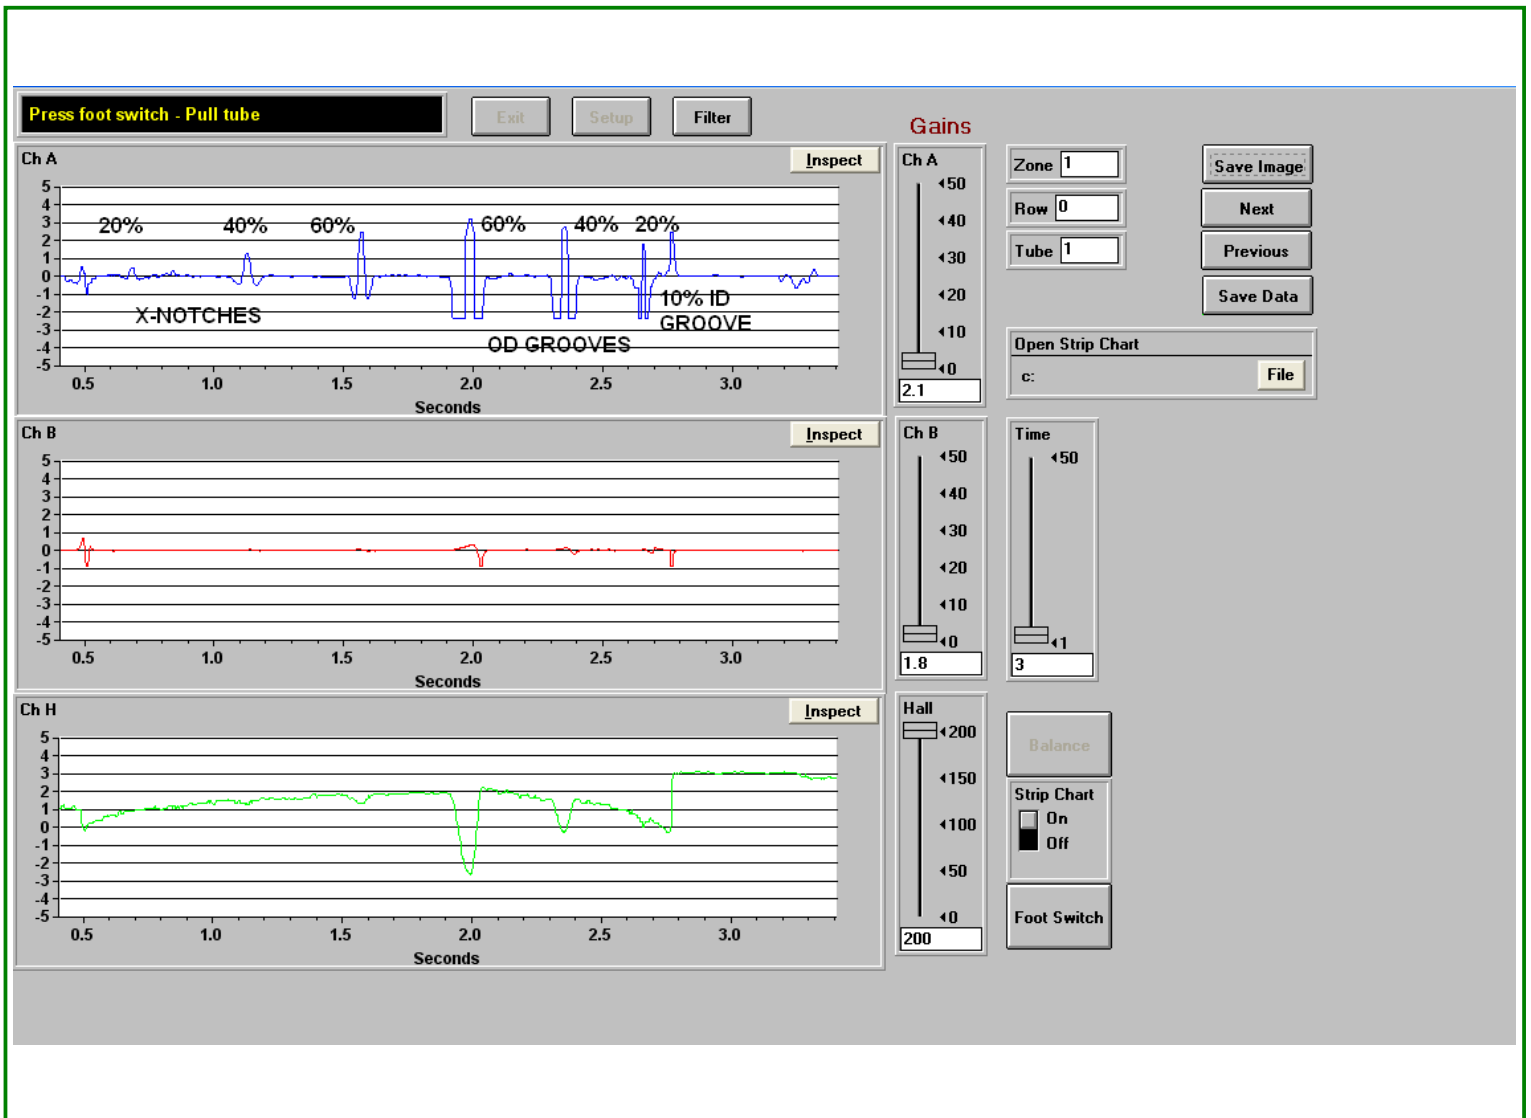 Press foot switch - Pull tube
Exit
Setup
Filter
Gains
Ch A
Inspect
5
4
3
2
1
0
-1
-2
-3
-4
-5
20%
40%
60%
60%
40%
20%
X-NOTCHES
10% ID
GROOVE
OD GROOVES
0.5 1.0 1.5 2.0 2.5 3.0
Seconds
Ch A
50
40
30
20
10
0
2.1
Zone 1
Row 0
Tube 1
Save Image
Next
Previous
Save Data
Open Strip Chart
c:
File
Ch B
Inspect
5
4
3
2
1
0
-1
-2
-3
-4
-5
0.5 1.0 1.5 2.0 2.5 3.0
Seconds
Ch B
50
40
30
20
10
0
1.8
Time
50
1
3
Ch H
Inspect
5
4
3
2
1
0
-1
-2
-3
-4
-5
0.5 1.0 1.5 2.0 2.5 3.0
Seconds
Hall
200
150
100
50
0
200
Balance
Strip Chart
On
Off
Foot Switch